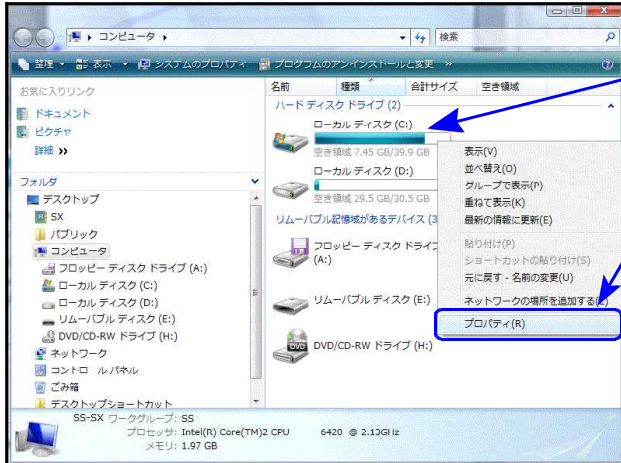 コンピュータ
検索
整理
表示
システムのプロパティ
プログラムのアンインストールと変更
»
お気に入りリンク
ドキュメント
ピクチャ
詳細 »
フォルダ
デスクトップ
SX
パブリック
コンピュータ
フロッピー ディスク ドライブ (A:)
ローカル ディスク (C:)
ローカル ディスク (D:)
リムーバブル ディスク (E:)
DVD/CD-RW ドライブ (H:)
ネットワーク
コントロール パネル
ごみ箱
デスクトップショートカット
名前 種類 合計サイズ 空き領域
ハード ディスク ドライブ (2)
ローカル ディスク (C:)
空き領域 7.45 GB/39.9 GB
ローカル ディスク (D:)
空き領域 29.5 GB/30.5 GB
リムーバブル記憶域があるデバイス (3
フロッピー ディスク ドライブ
(A:)
リムーバブル ディスク (E:)
DVD
DVD/CD-RW ドライブ (H:)
表示(V)
並べ替え(O)
グループで表示(P)
重ねて表示(K)
最新の情報に更新(E)
貼り付け(P)
ショートカットの貼り付け(S)
元に戻す - 名前の変更(U)
ネットワークの場所を追加する(L)
プロパティ(R)
SS-SX ワークグループ: SS
プロセッサ: Intel(R) Core(TM)2 CPU 6420 @ 2.13GHz
メモリ: 1.97 GB